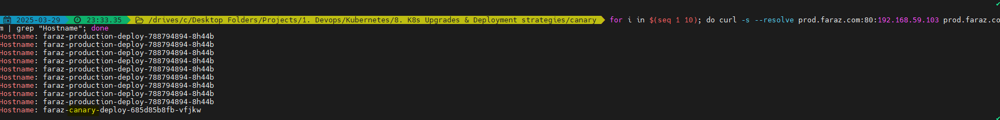 2025-03-29 23:33.35 /drives/c/Desktop Folders/Projects/1. Devops/Kubernetes/8. K8s Upgrades & Deployment strategies/canary for i in $(seq 1 10); do curl -s --resolve prod.faraz.com:80:192.168.59.103 prod.faraz.co
m | grep "Hostname"; done
Hostname: faraz-production-deploy-788794894-8h44b
Hostname: faraz-production-deploy-788794894-8h44b
Hostname: faraz-production-deploy-788794894-8h44b
Hostname: faraz-production-deploy-788794894-8h44b
Hostname: faraz-production-deploy-788794894-8h44b
Hostname: faraz-production-deploy-788794894-8h44b
Hostname: faraz-production-deploy-788794894-8h44b
Hostname: faraz-production-deploy-788794894-8h44b
Hostname: faraz-production-deploy-788794894-8h44b
Hostname: faraz-canary-deploy-685d85b8fb-vfjkw